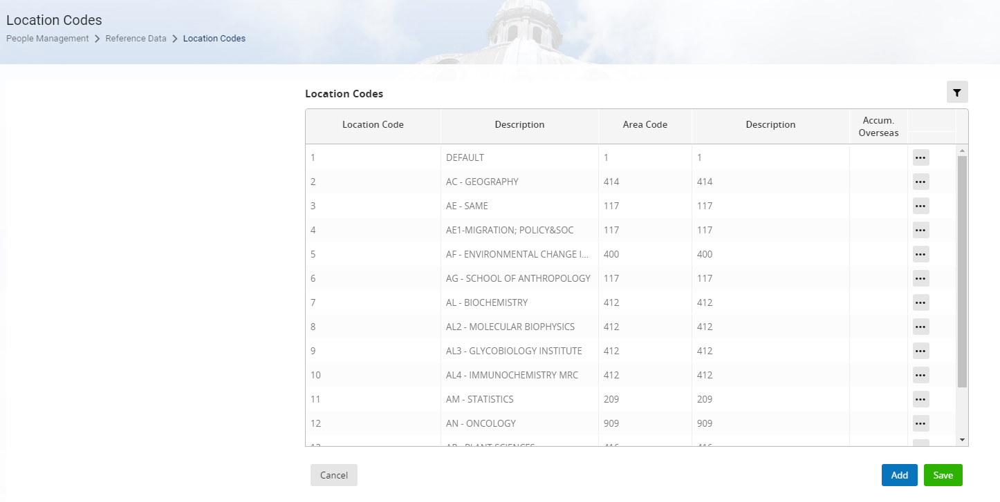 Location Codes
People Management > Reference Data > Location Codes
Location Codes
Location Code Description Area Code Description Accum. Overseas
1 DEFAULT 1 1
2 AC - GEOGRAPHY 414 414
3 AE - SAME 117 117
4 AE1-MIGRATION; POLICY&SOC 117 117
5 AF - ENVIRONMENTAL CHANGE I... 400 400
6 AG - SCHOOL OF ANTHROPOLOGY 117 117
7 AL - BIOCHEMISTRY 412 412
8 AL2 - MOLECULAR BIOPHYSICS 412 412
9 AL3 - GLYCOBIOLOGY INSTITUTE 412 412
10 AL4 - IMMUNOCHEMISTRY MRC 412 412
11 AM - STATISTICS 209 209
12 AN - ONCOLOGY 909 909
PLANT SCIENCES
Cancel Add Save